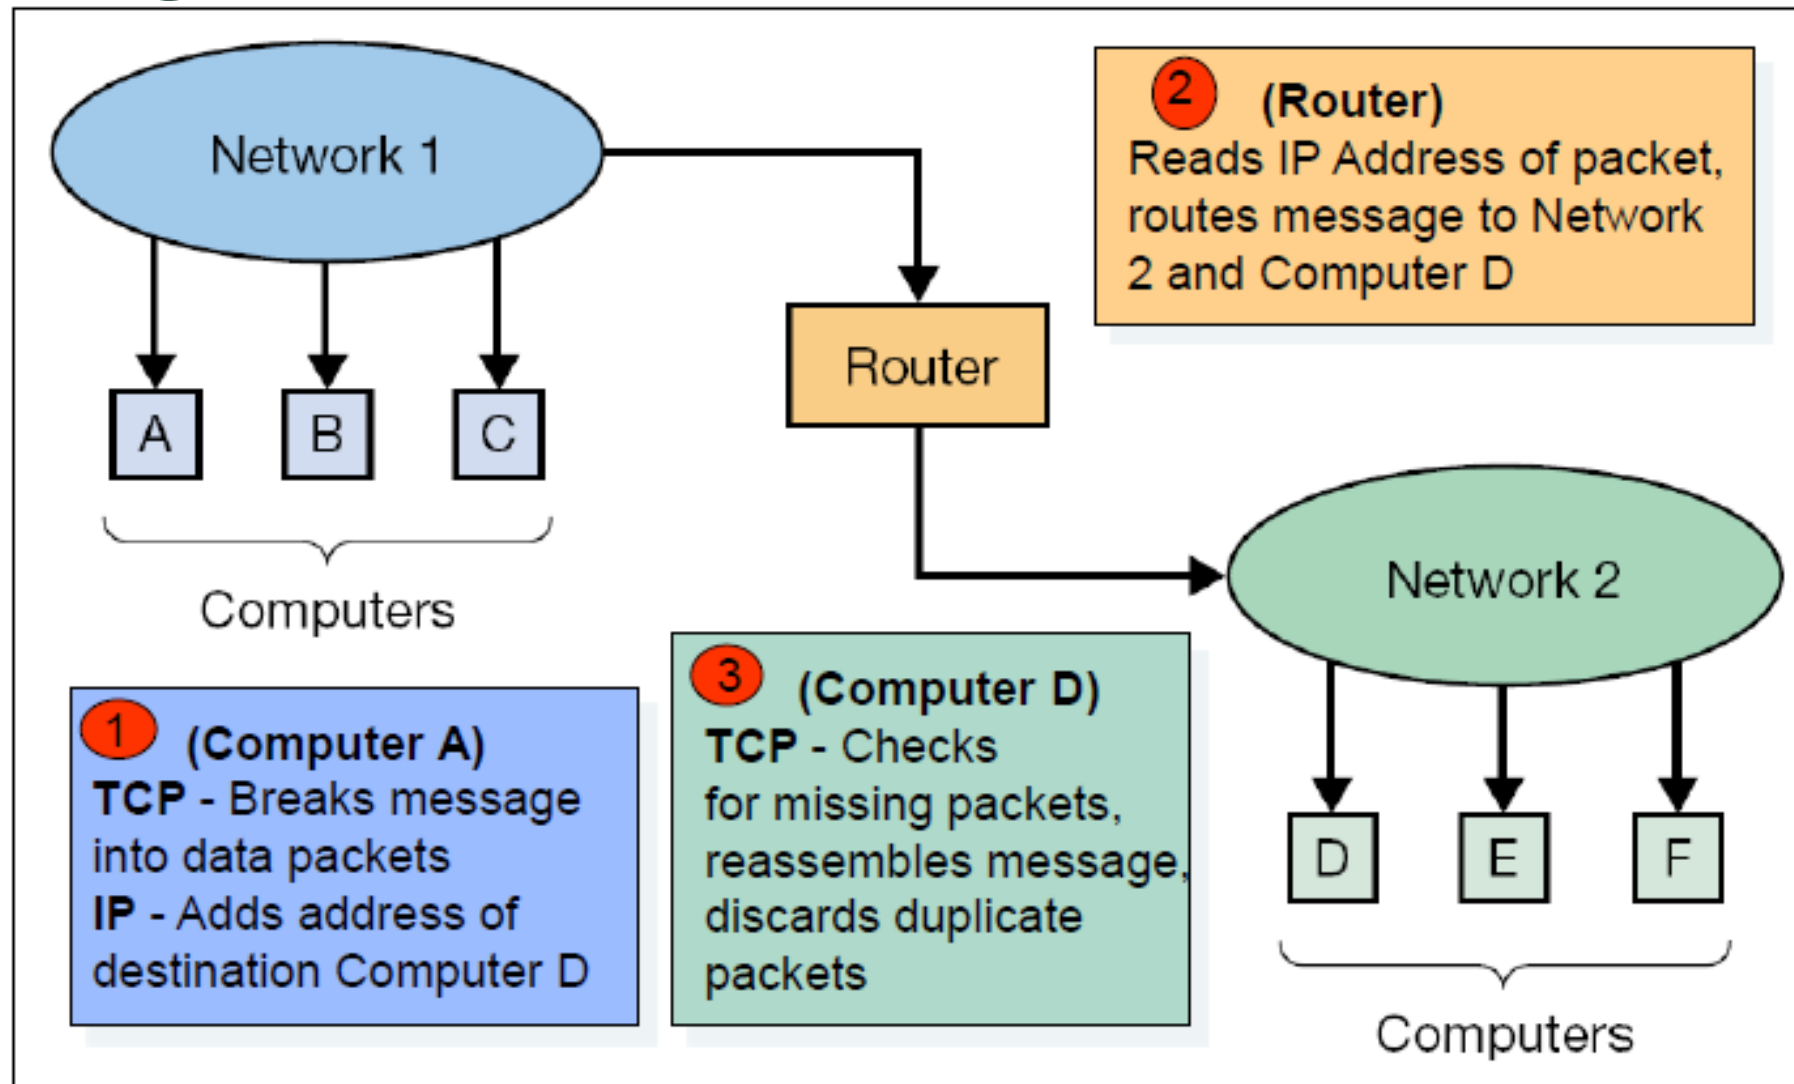 Network 1
A
B
C
Computers
1
(Computer A)
TCP - Breaks message
into data packets
IP - Adds address of
destination Computer D
2
(Router)
Reads IP Address of packet,
routes message to Network
2 and Computer D
Router
3
(Computer D)
TCP - Checks
for missing packets,
reassembles message,
discards duplicate
packets
Network 2
D
E
F
Computers